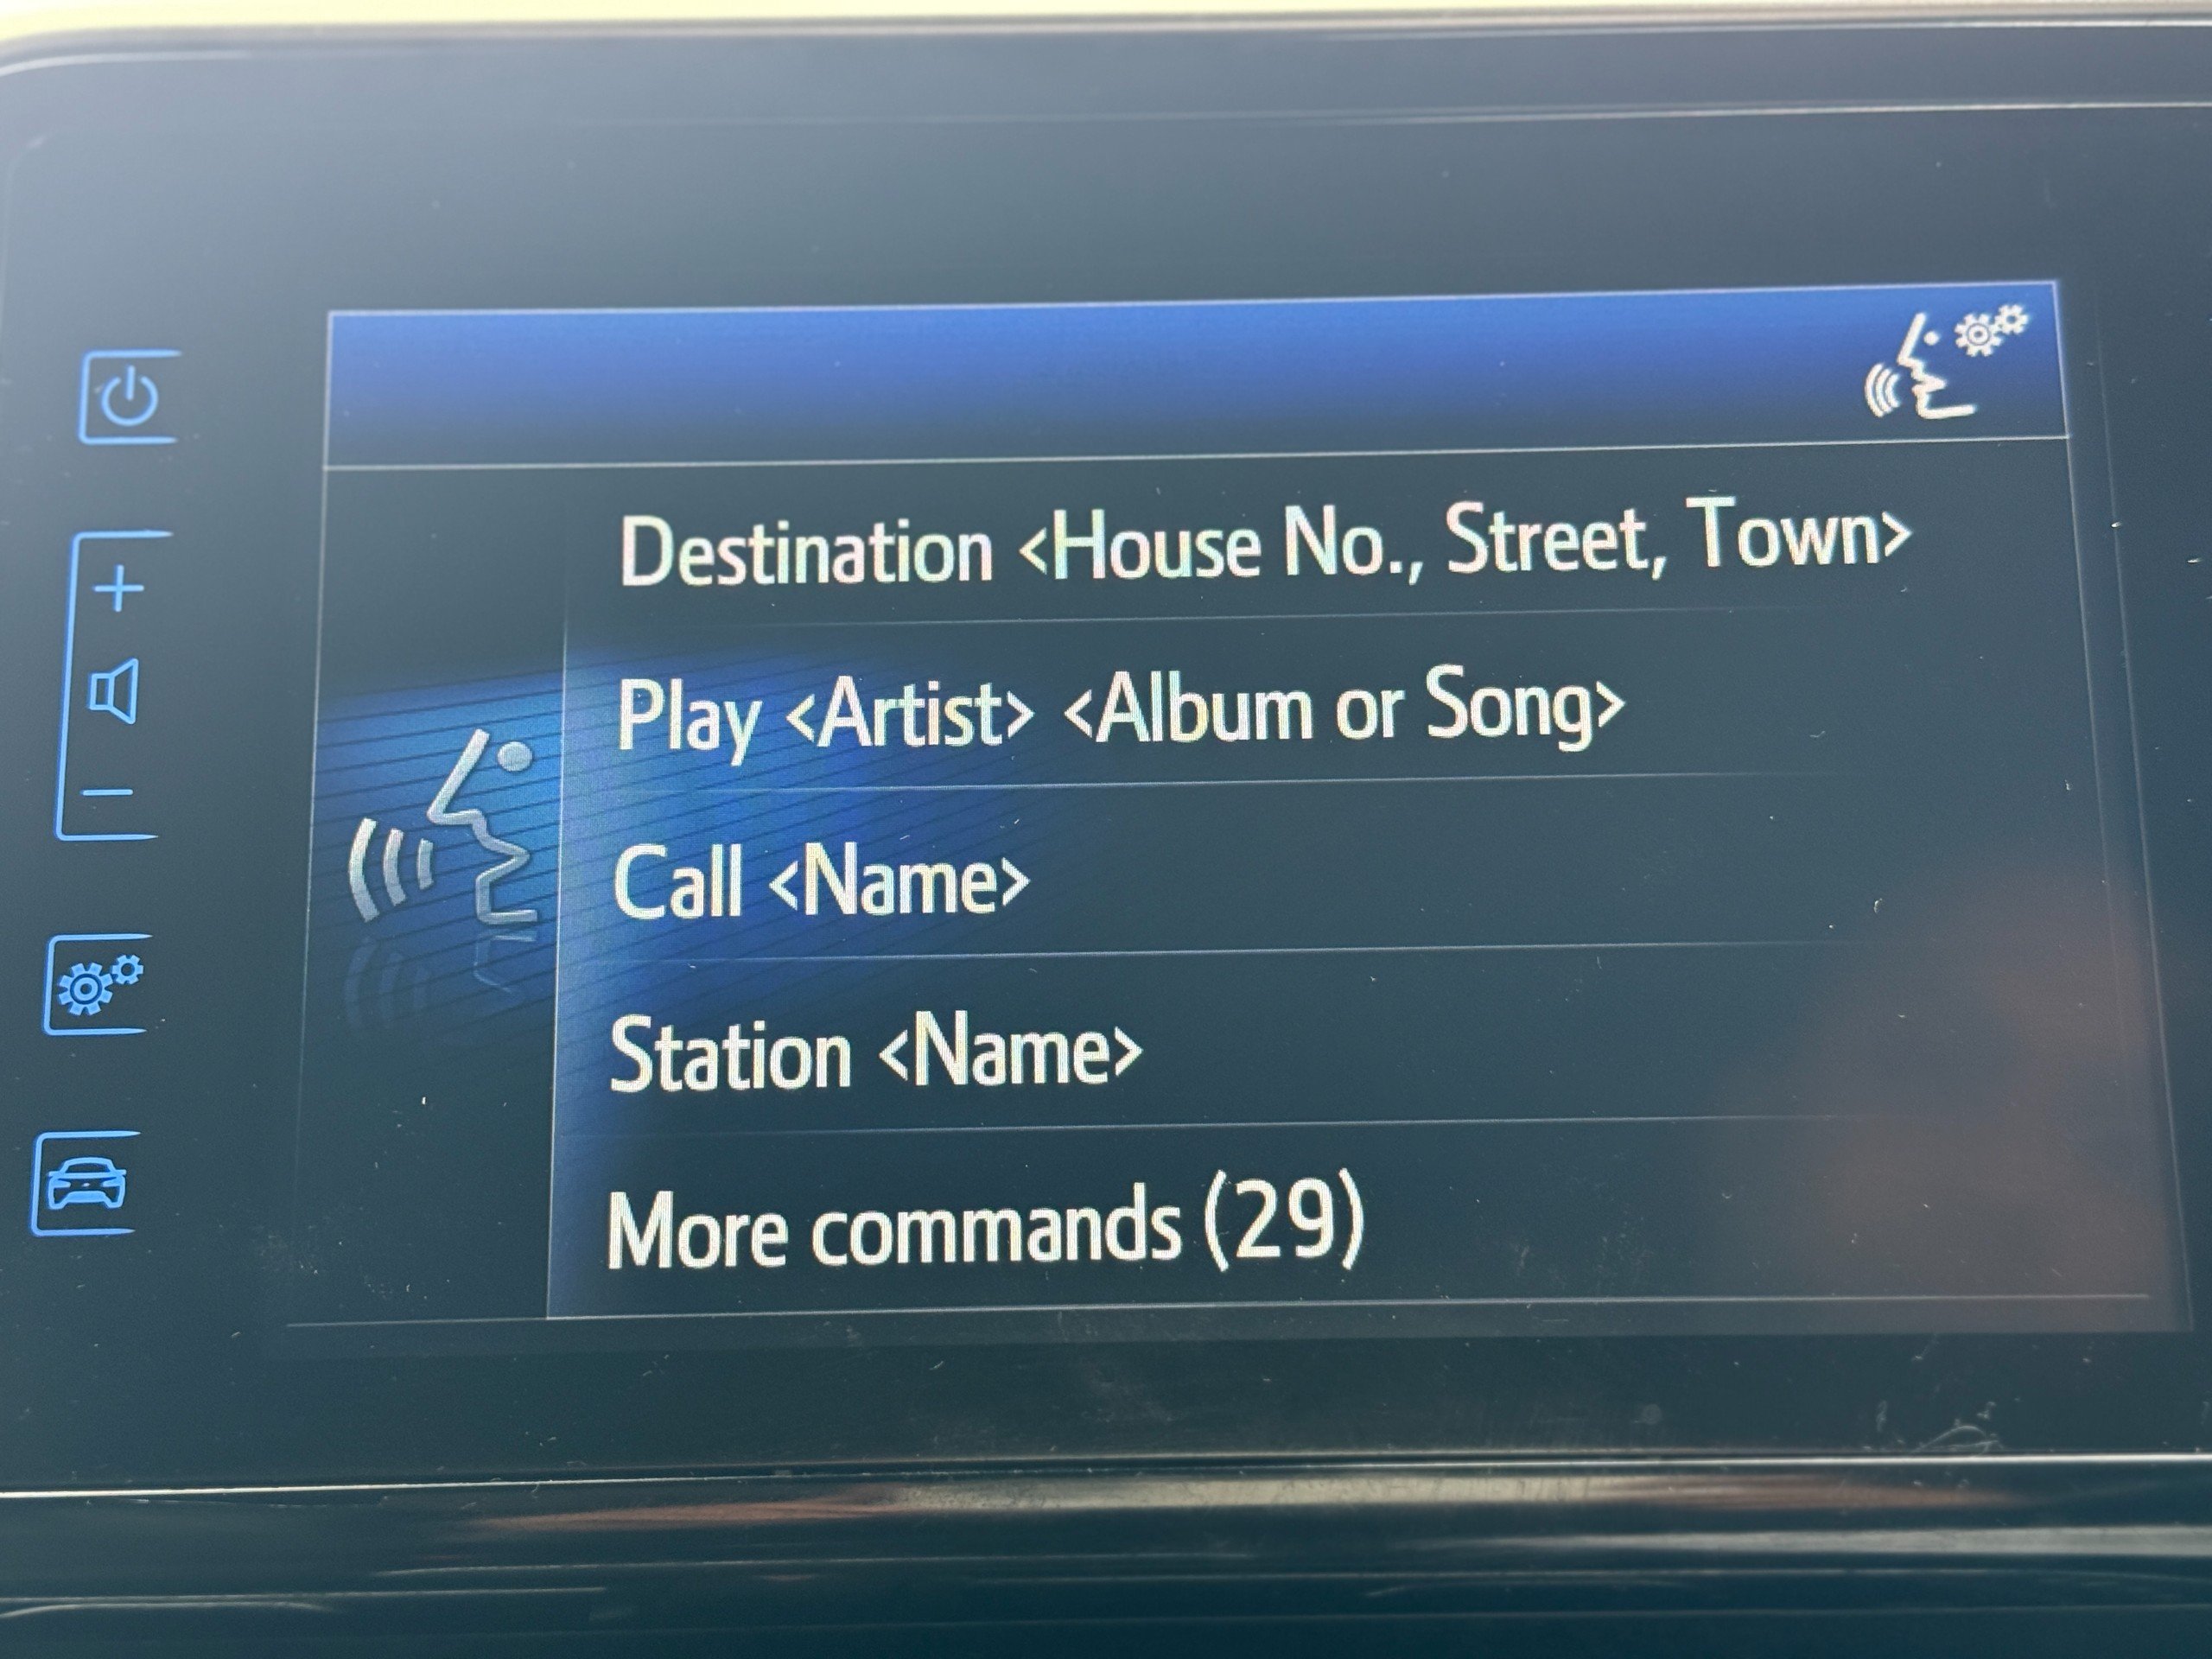 Destination <House No., Street, Town>
Play <Artist> <Album or Song>
Call <Name>
Station <Name>
More commands (29)